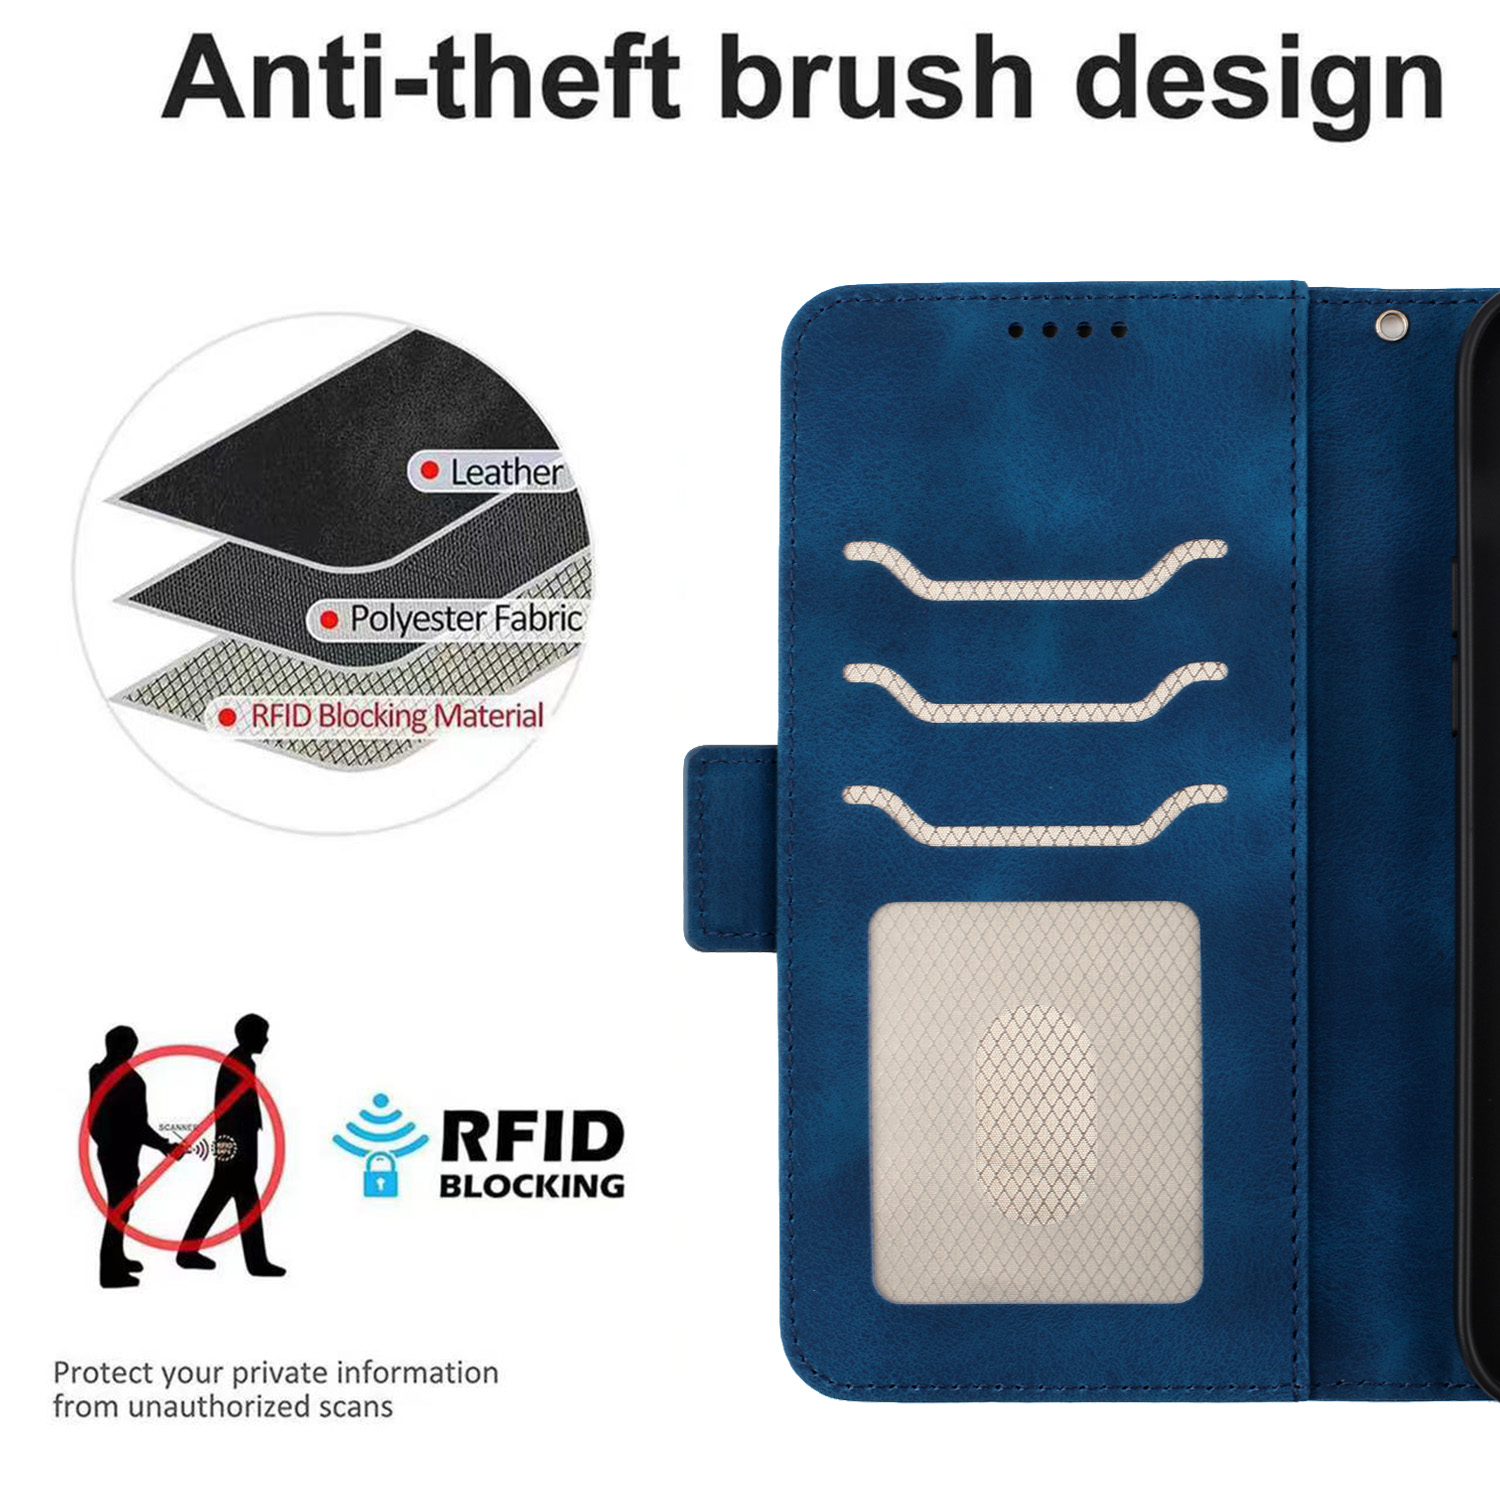 Anti-theft brush design
Leather
Polyester Fabric
RFID Blocking Material
SCANNER
RFID
BLOCKING
Protect your private information
from unauthorized scans